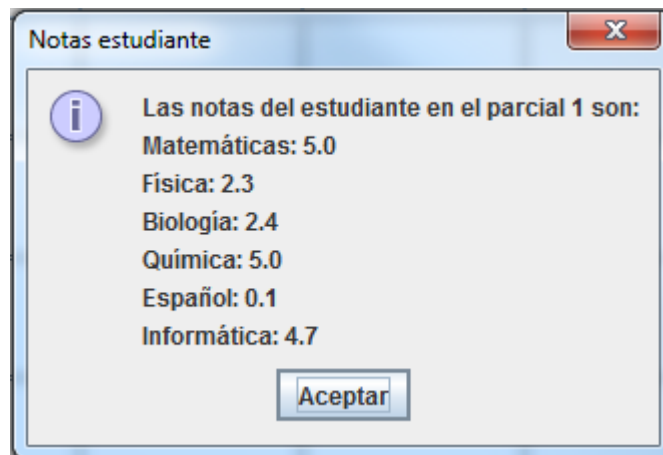 Notas estudiante
Las notas del estudiante en el parcial 1 son:
Matemáticas: 5.0
Física: 2.3
Biología: 2.4
Química: 5.0
Español: 0.1
Informática: 4.7
Aceptar